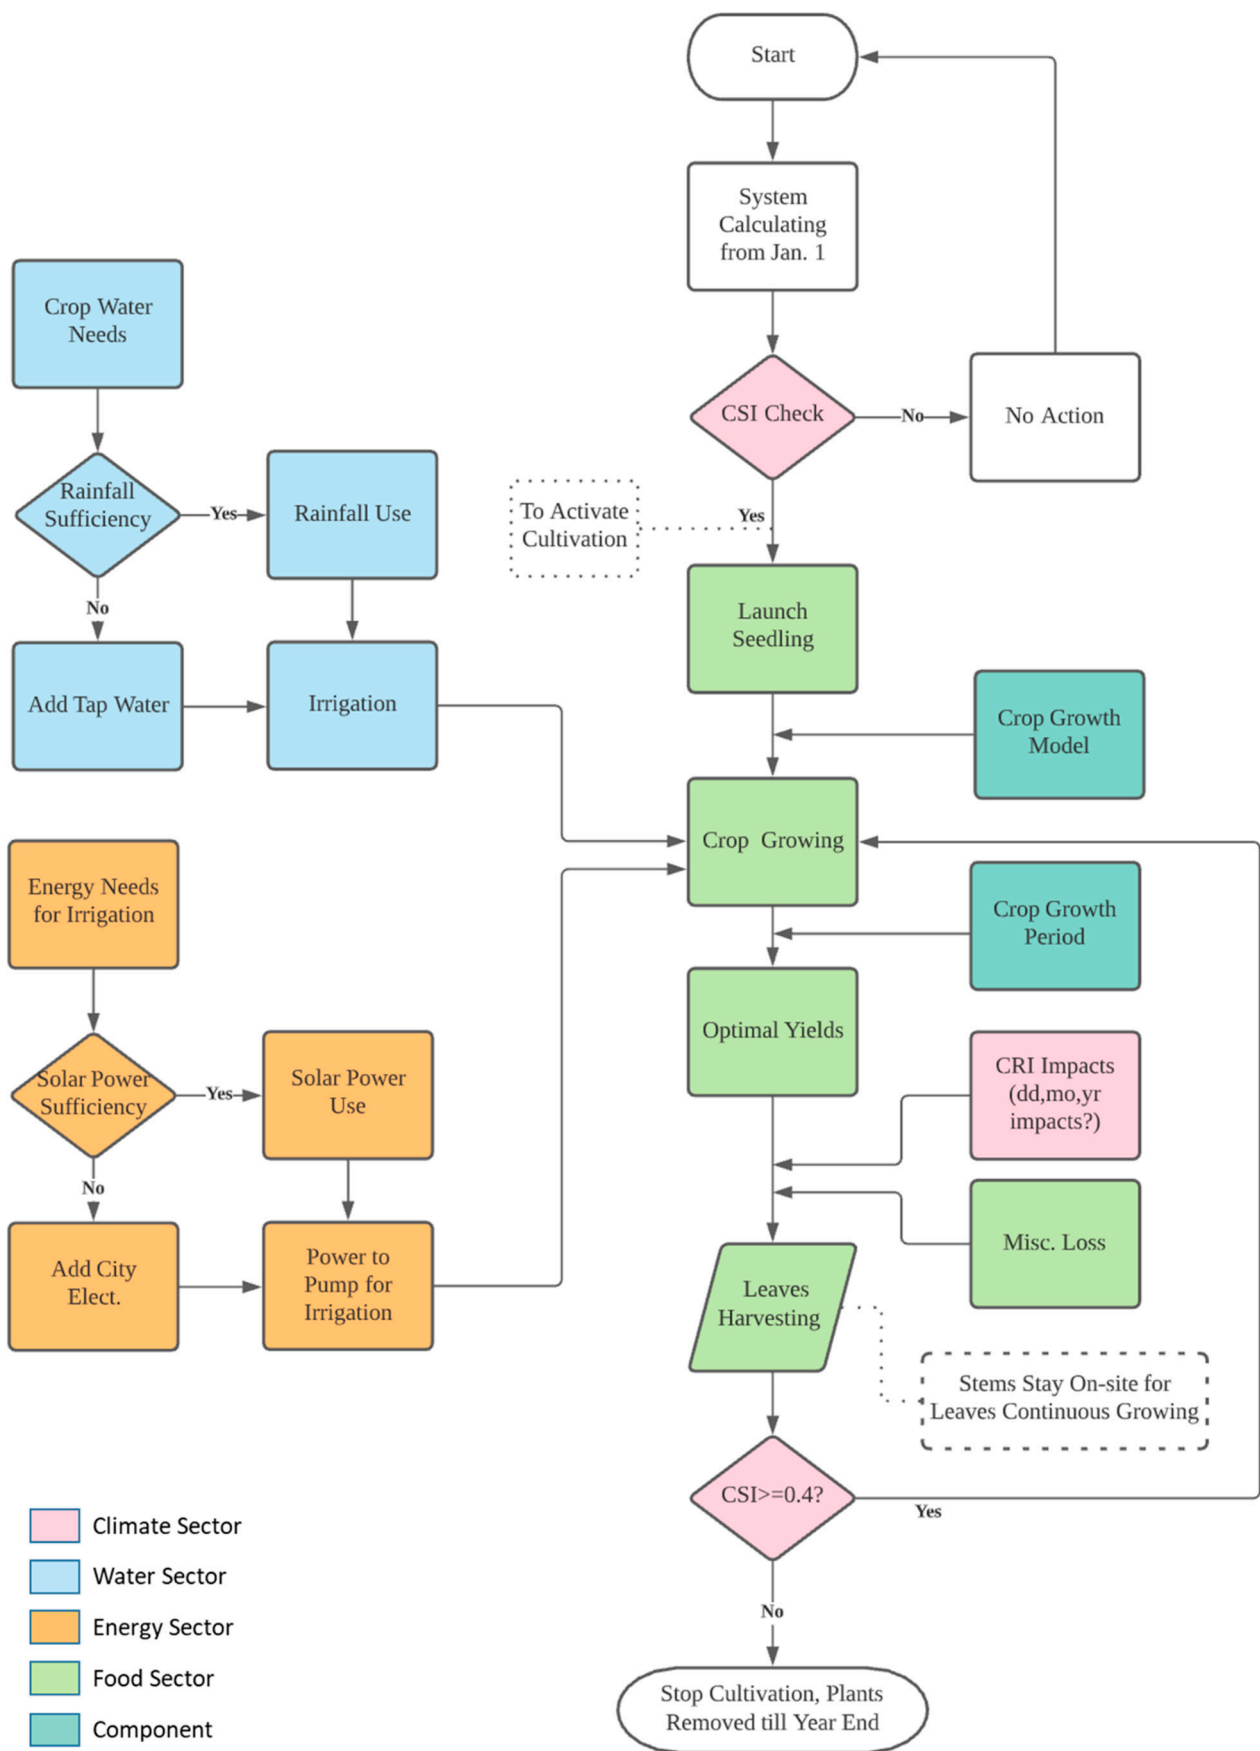 Start
System
Calculating
from Jan. 1
CSI Check
No
No Action
Yes
To Activate
Cultivation
Launch
Seedling
Crop Growth
Model
Crop Growing
Crop Growth
Period
Optimal Yields
CRI Impacts
(dd,mo,yr
impacts?)
Misc. Loss
Leaves
Harvesting
Stems Stay On-site for
Leaves Continuous Growing
CSI>=0.4?
Yes
No
Stop Cultivation, Plants
Removed till Year End
Crop Water
Needs
Rainfall
Sufficiency
Yes
Rainfall Use
No
Add Tap Water
Irrigation
Energy Needs
for Irrigation
Solar Power
Sufficiency
Yes
Solar Power
Use
No
Add City
Elect.
Power to
Pump for
Irrigation
Climate Sector
Water Sector
Energy Sector
Food Sector
Component